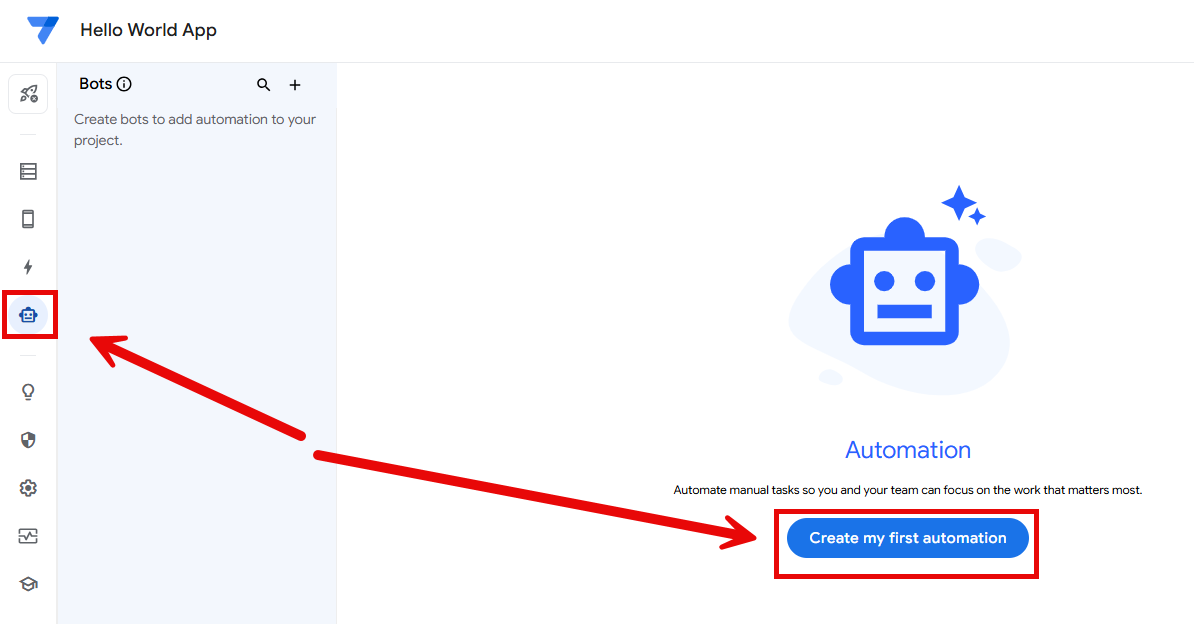 Hello World App
Bots
Create bots to add automation to your
project.
Automation
Automate manual tasks so you and your team can focus on the work that matters most.
Create my first automation